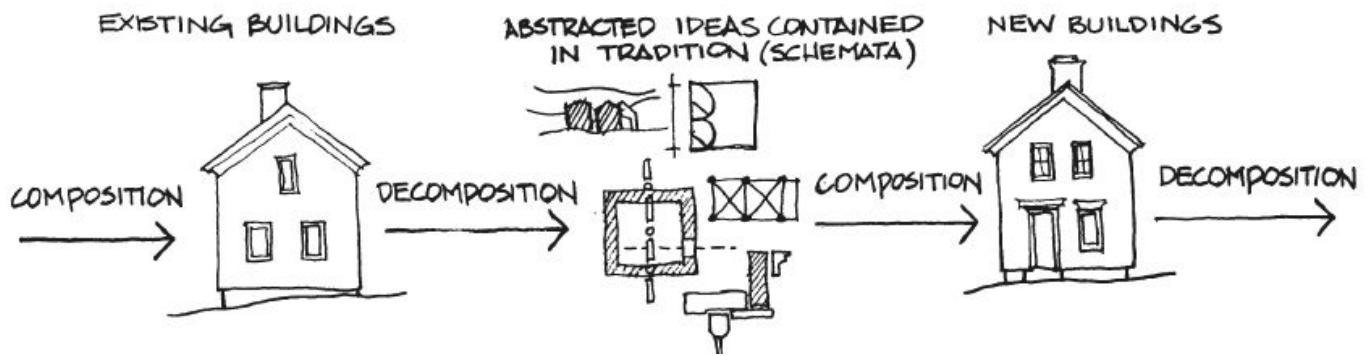 EXISTING BUILDINGS
ABSTRACTED IDEAS CONTAINED
IN TRADITION (SCHEMATA)
NEW BUILDINGS
COMPOSITION
DECOMPOSITION
COMPOSITION
DECOMPOSITION